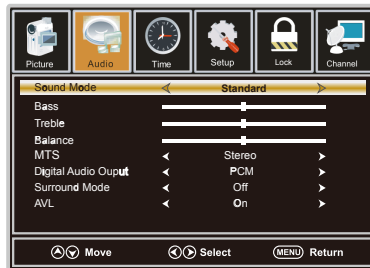 Picture Audio Time Setup Lock Channel
Sound Mode Standard
Bass
Treble
Balance
MTS Stereo
Digital Audio Ouput PCM
Surround Mode Off
AVL On
Move Select MENU Return